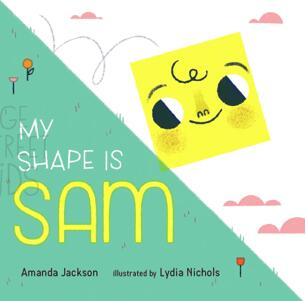 MY
SHAPE IS
SAM
Amanda Jackson illustrated by Lydia Nichols